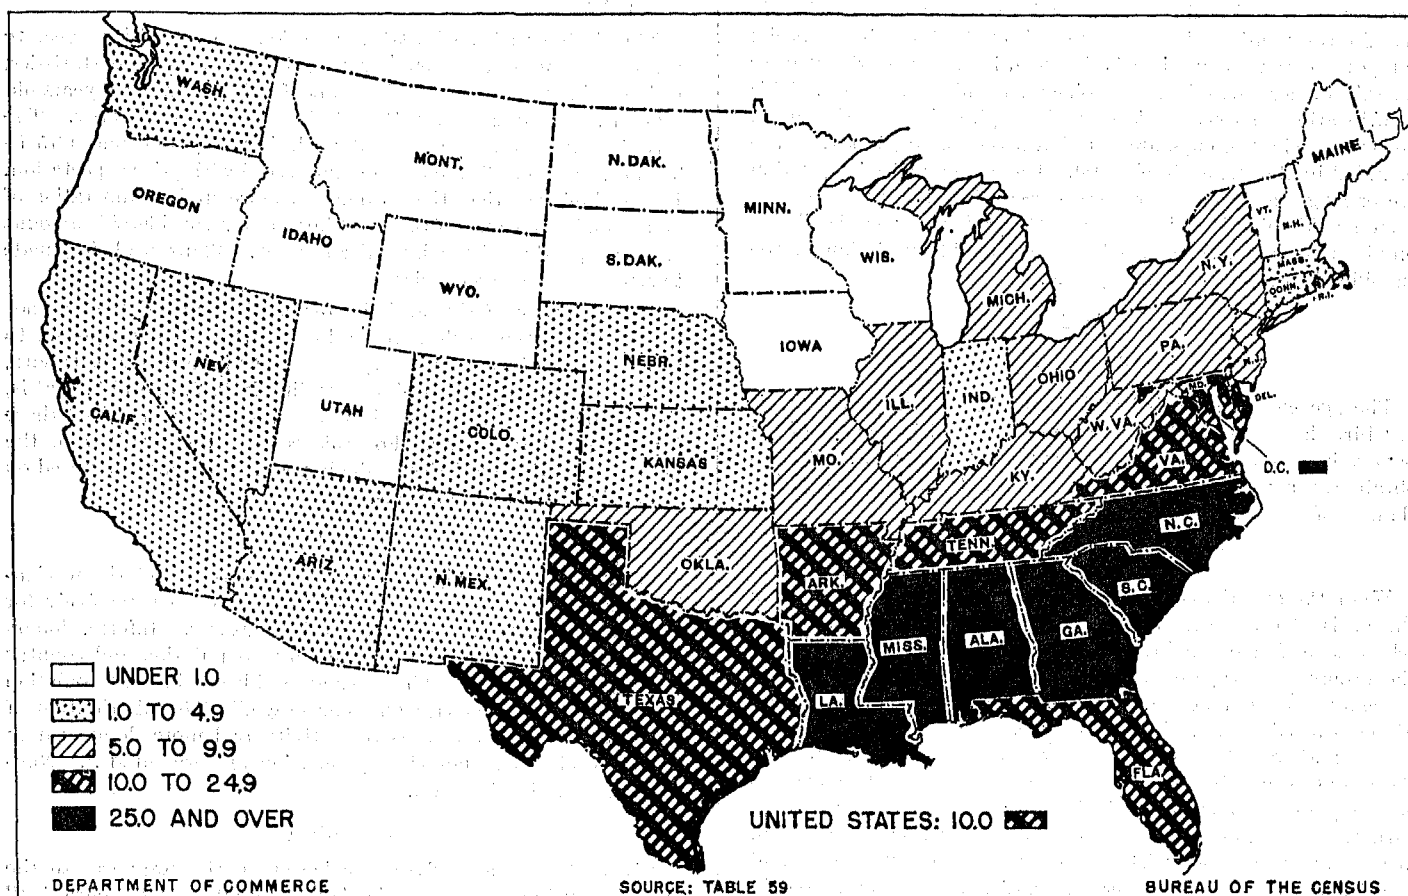 WASH.
MONT.
N. DAK.
MINN.
MAINE
OREGON
IDAHO
VT.
N.H.
S. DAK.
WIS.
MASS.
WYO.
N.Y.
CONN.
R.I.
MICH.
IOWA
NEBR.
NEV.
PA.
N.J.
CALIF.
UTAH
COLO.
ILL.
IND.
OHIO
MD.
DEL.
W. VA.
KANSAS
MO.
KY.
VA.
D.C.
ARIZ.
N. MEX.
OKLA.
ARK.
TENN.
N.C.
S.C.
MISS.
ALA.
GA.
TEXAS
LA.
FLA.
UNDER 1.0
1.0 TO 4.9
5.0 TO 9.9
10.0 TO 24.9
25.0 AND OVER
UNITED STATES: 10.0
DEPARTMENT OF COMMERCE
SOURCE: TABLE 59
BUREAU OF THE CENSUS